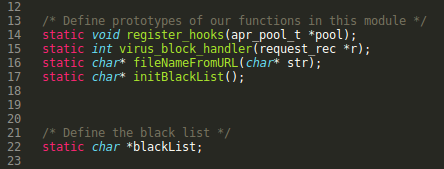 12
13 /* Define prototypes of our functions in this module */
14 static void register_hooks(apr_pool_t *pool);
15 static int virus_block_handler(request_rec *r);
16 static char* fileNameFromURL(char* str);
17 static char* initBlackList();
18
19
20
21 /* Define the black list */
22 static char *blackList;
23